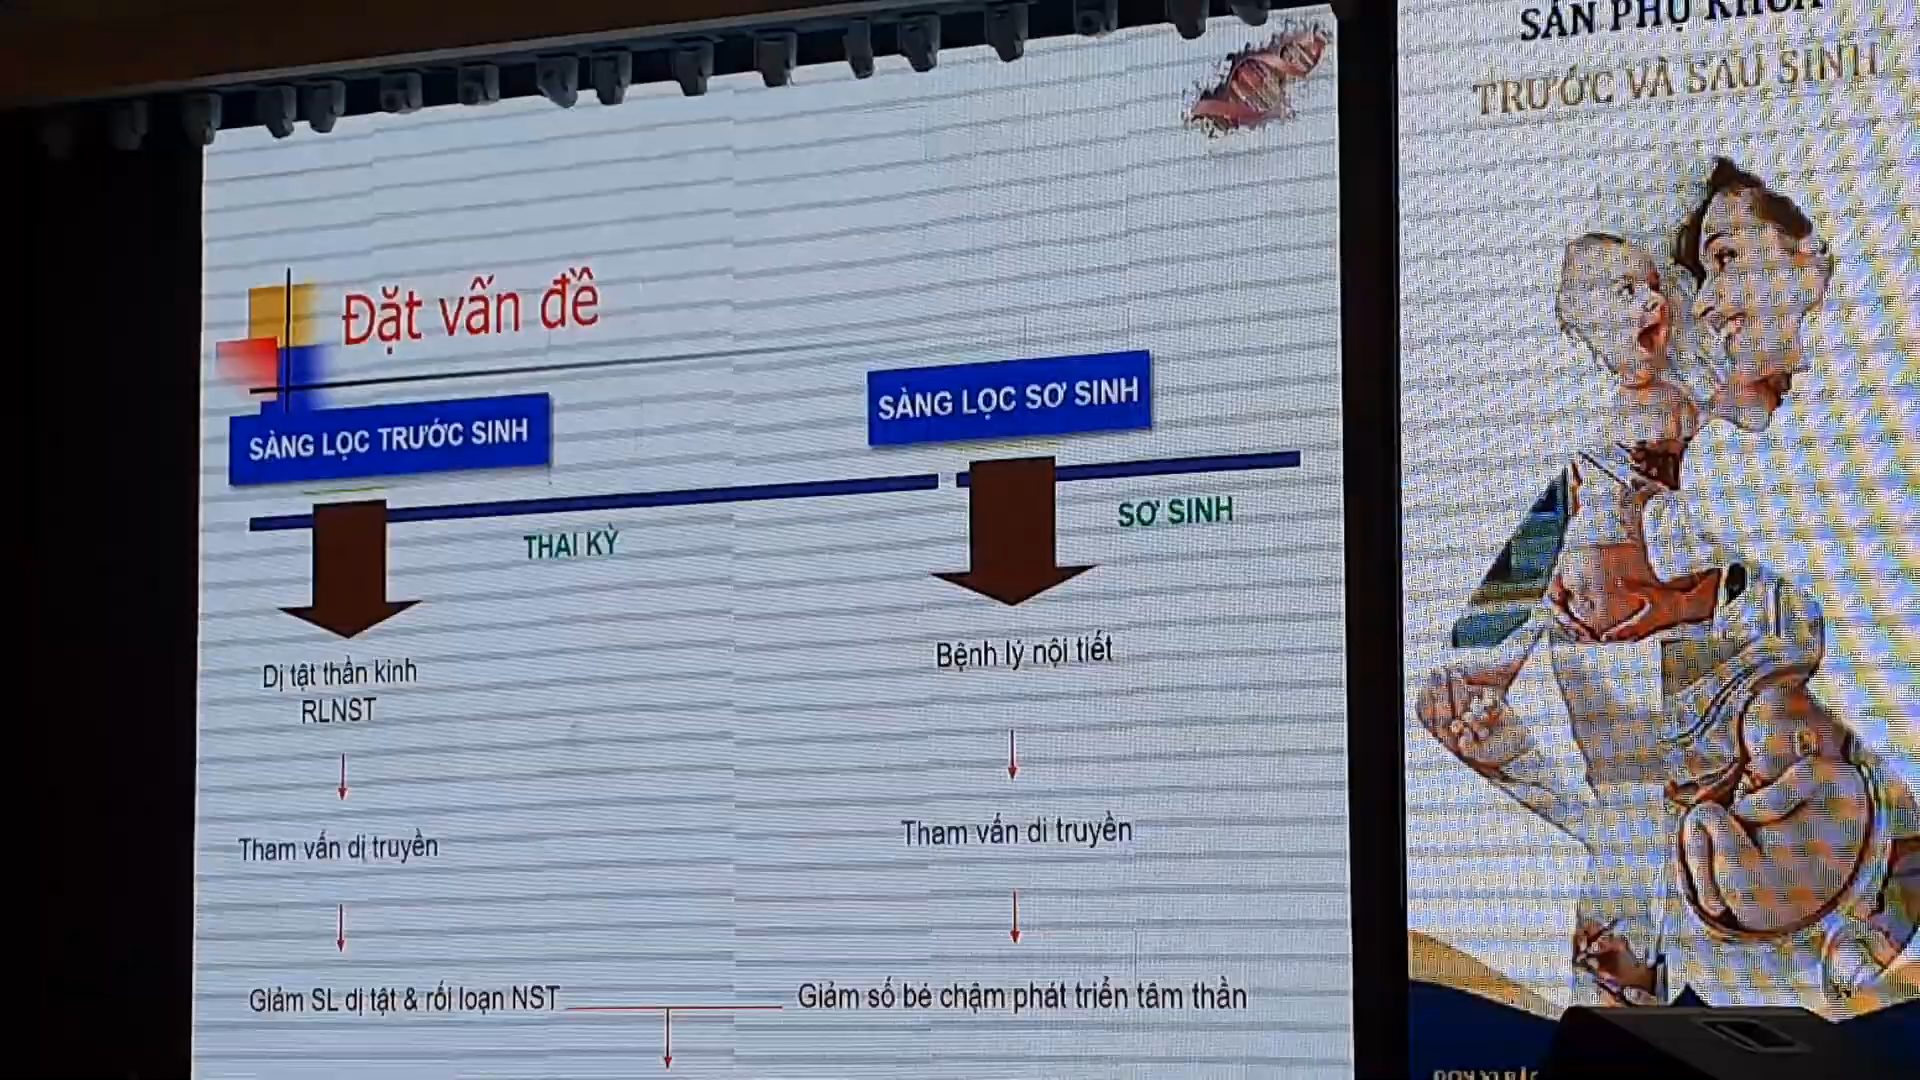 SẢN PHỤ KHOA
TRƯỚC VÀ SAU SINH
Đặt vấn đề
SÀNG LỌC TRƯỚC SINH
SÀNG LỌC SƠ SINH
THAI KỲ
SƠ SINH
Dị tật thần kinh
RLNST
Bệnh lý nội tiết
Tham vấn di truyền
Tham vấn di truyền
Giảm SL dị tật & rối loạn NST
Giảm số bé chậm phát triển tâm thần